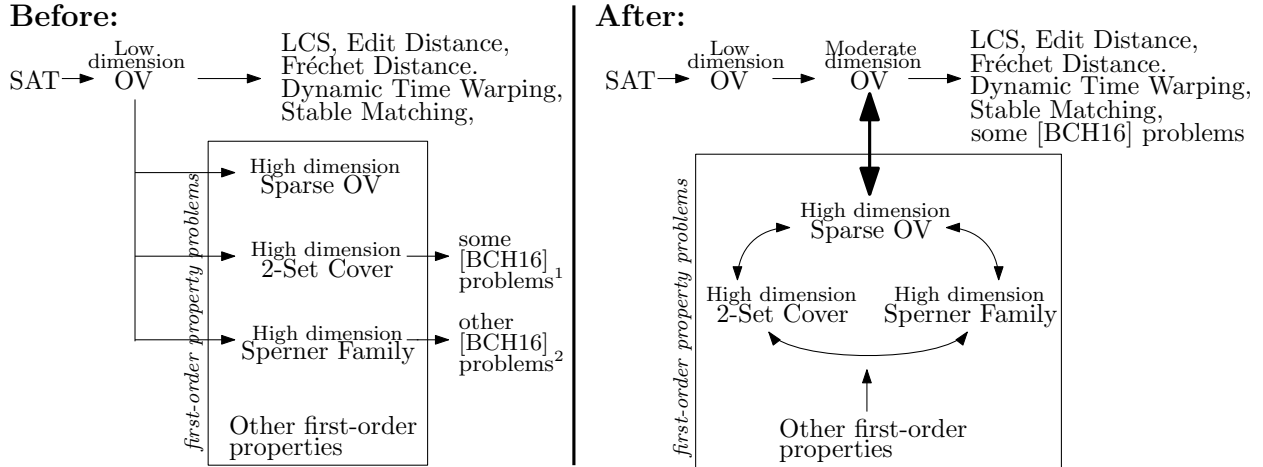 Before:
Low
dimension
SAT
OV
LCS, Edit Distance,
Fréchet Distance.
Dynamic Time Warping,
Stable Matching,
first-order property problems
High dimension
Sparse OV
High dimension
2-Set Cover
some
[BCH16]
problems1
High dimension
Sperner Family
other
[BCH16]
problems2
Other first-order
properties
After:
Low
dimension
SAT
OV
Moderate
dimension
OV
LCS, Edit Distance,
Fréchet Distance.
Dynamic Time Warping,
Stable Matching,
some [BCH16] problems
first-order property problems
High dimension
Sparse OV
High dimension
2-Set Cover
High dimension
Sperner Family
Other first-order
properties